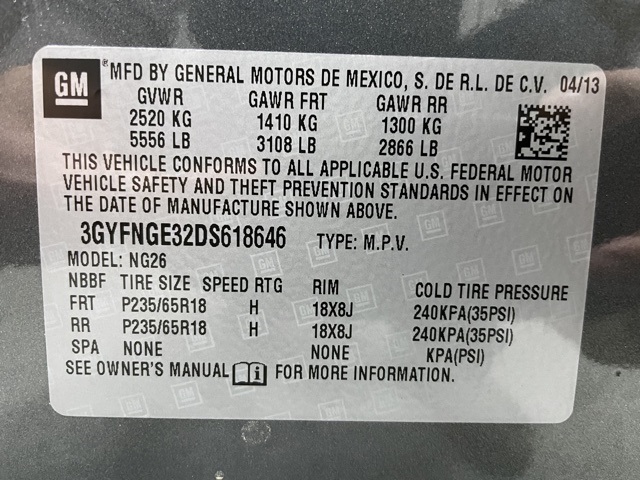 GM ® MFD BY GENERAL MOTORS DE MEXICO, S. DE R.L. DE C.V. 04/13
GVWR GAWR FRT GAWR RR
2520 KG 1410 KG 1300 KG
5556 LB 3108 LB 2866 LB
THIS VEHICLE CONFORMS TO ALL APPLICABLE U.S. FEDERAL MOTOR
VEHICLE SAFETY AND THEFT PREVENTION STANDARDS IN EFFECT ON
THE DATE OF MANUFACTURE SHOWN ABOVE.
3GYFNGE32DS618646 TYPE: M.P.V.
MODEL: NG26
NBBF TIRE SIZE SPEED RTG RIM COLD TIRE PRESSURE
FRT P235/65R18 H 18X8J 240KPA(35PSI)
RR P235/65R18 H 18X8J 240KPA(35PSI)
SPA NONE NONE KPA(PSI)
SEE OWNER'S MANUAL i FOR MORE INFORMATION.